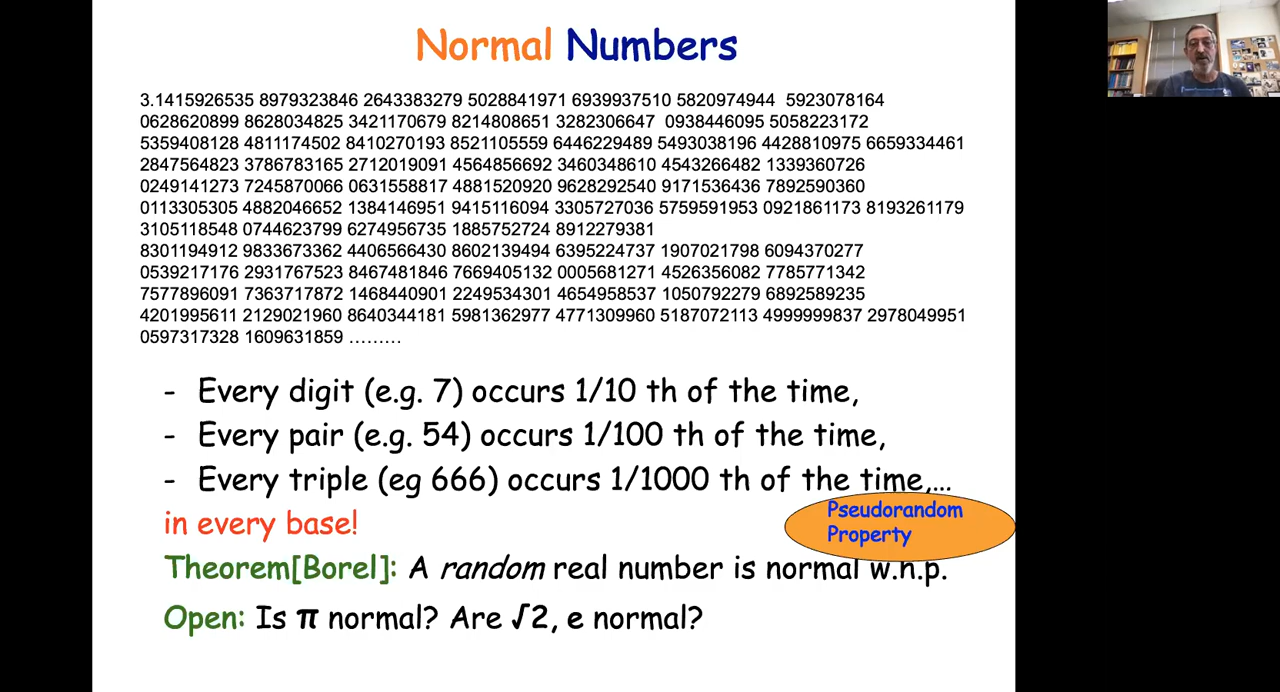 Normal Numbers
3.1415926535 8979323846 2643383279 5028841971 6939937510 5820974944 5923078164
0628620899 8628034825 3421170679 8214808651 3282306647 0938446095 5058223172
5359408128 4811174502 8410270193 8521105559 6446229489 5493038196 4428810975 6659334461
2847564823 3786783165 2712019091 4564856692 3460348610 4543266482 1339360726
0249141273 7245870066 0631558817 4881520920 9628292540 9171536436 7892590360
0113305305 4882046652 1384146951 9415116094 3305727036 5759591953 0921861173 8193261179
3105118548 0744623799 6274956735 1885752724 8912279381
8301194912 9833673362 4406566430 8602139494 6395224737 1907021798 6094370277
0539217176 2931767523 8467481846 7669405132 0005681271 4526356082 7785771342
7577896091 7363717872 1468440901 2249534301 4654958537 1050792279 6892589235
4201995611 2129021960 8640344181 5981362977 4771309960 5187072113 4999999837 2978049951
0597317328 1609631859 .........
- Every digit (e.g. 7) occurs 1/10 th of the time,
- Every pair (e.g. 54) occurs 1/100 th of the time,
- Every triple (eg 666) occurs 1/1000 th of the time,...
Pseudorandom
Property
in every base!
Theorem[Borel]: A random real number is normal w.h.p.
Open: Is π normal? Are √2, e normal?